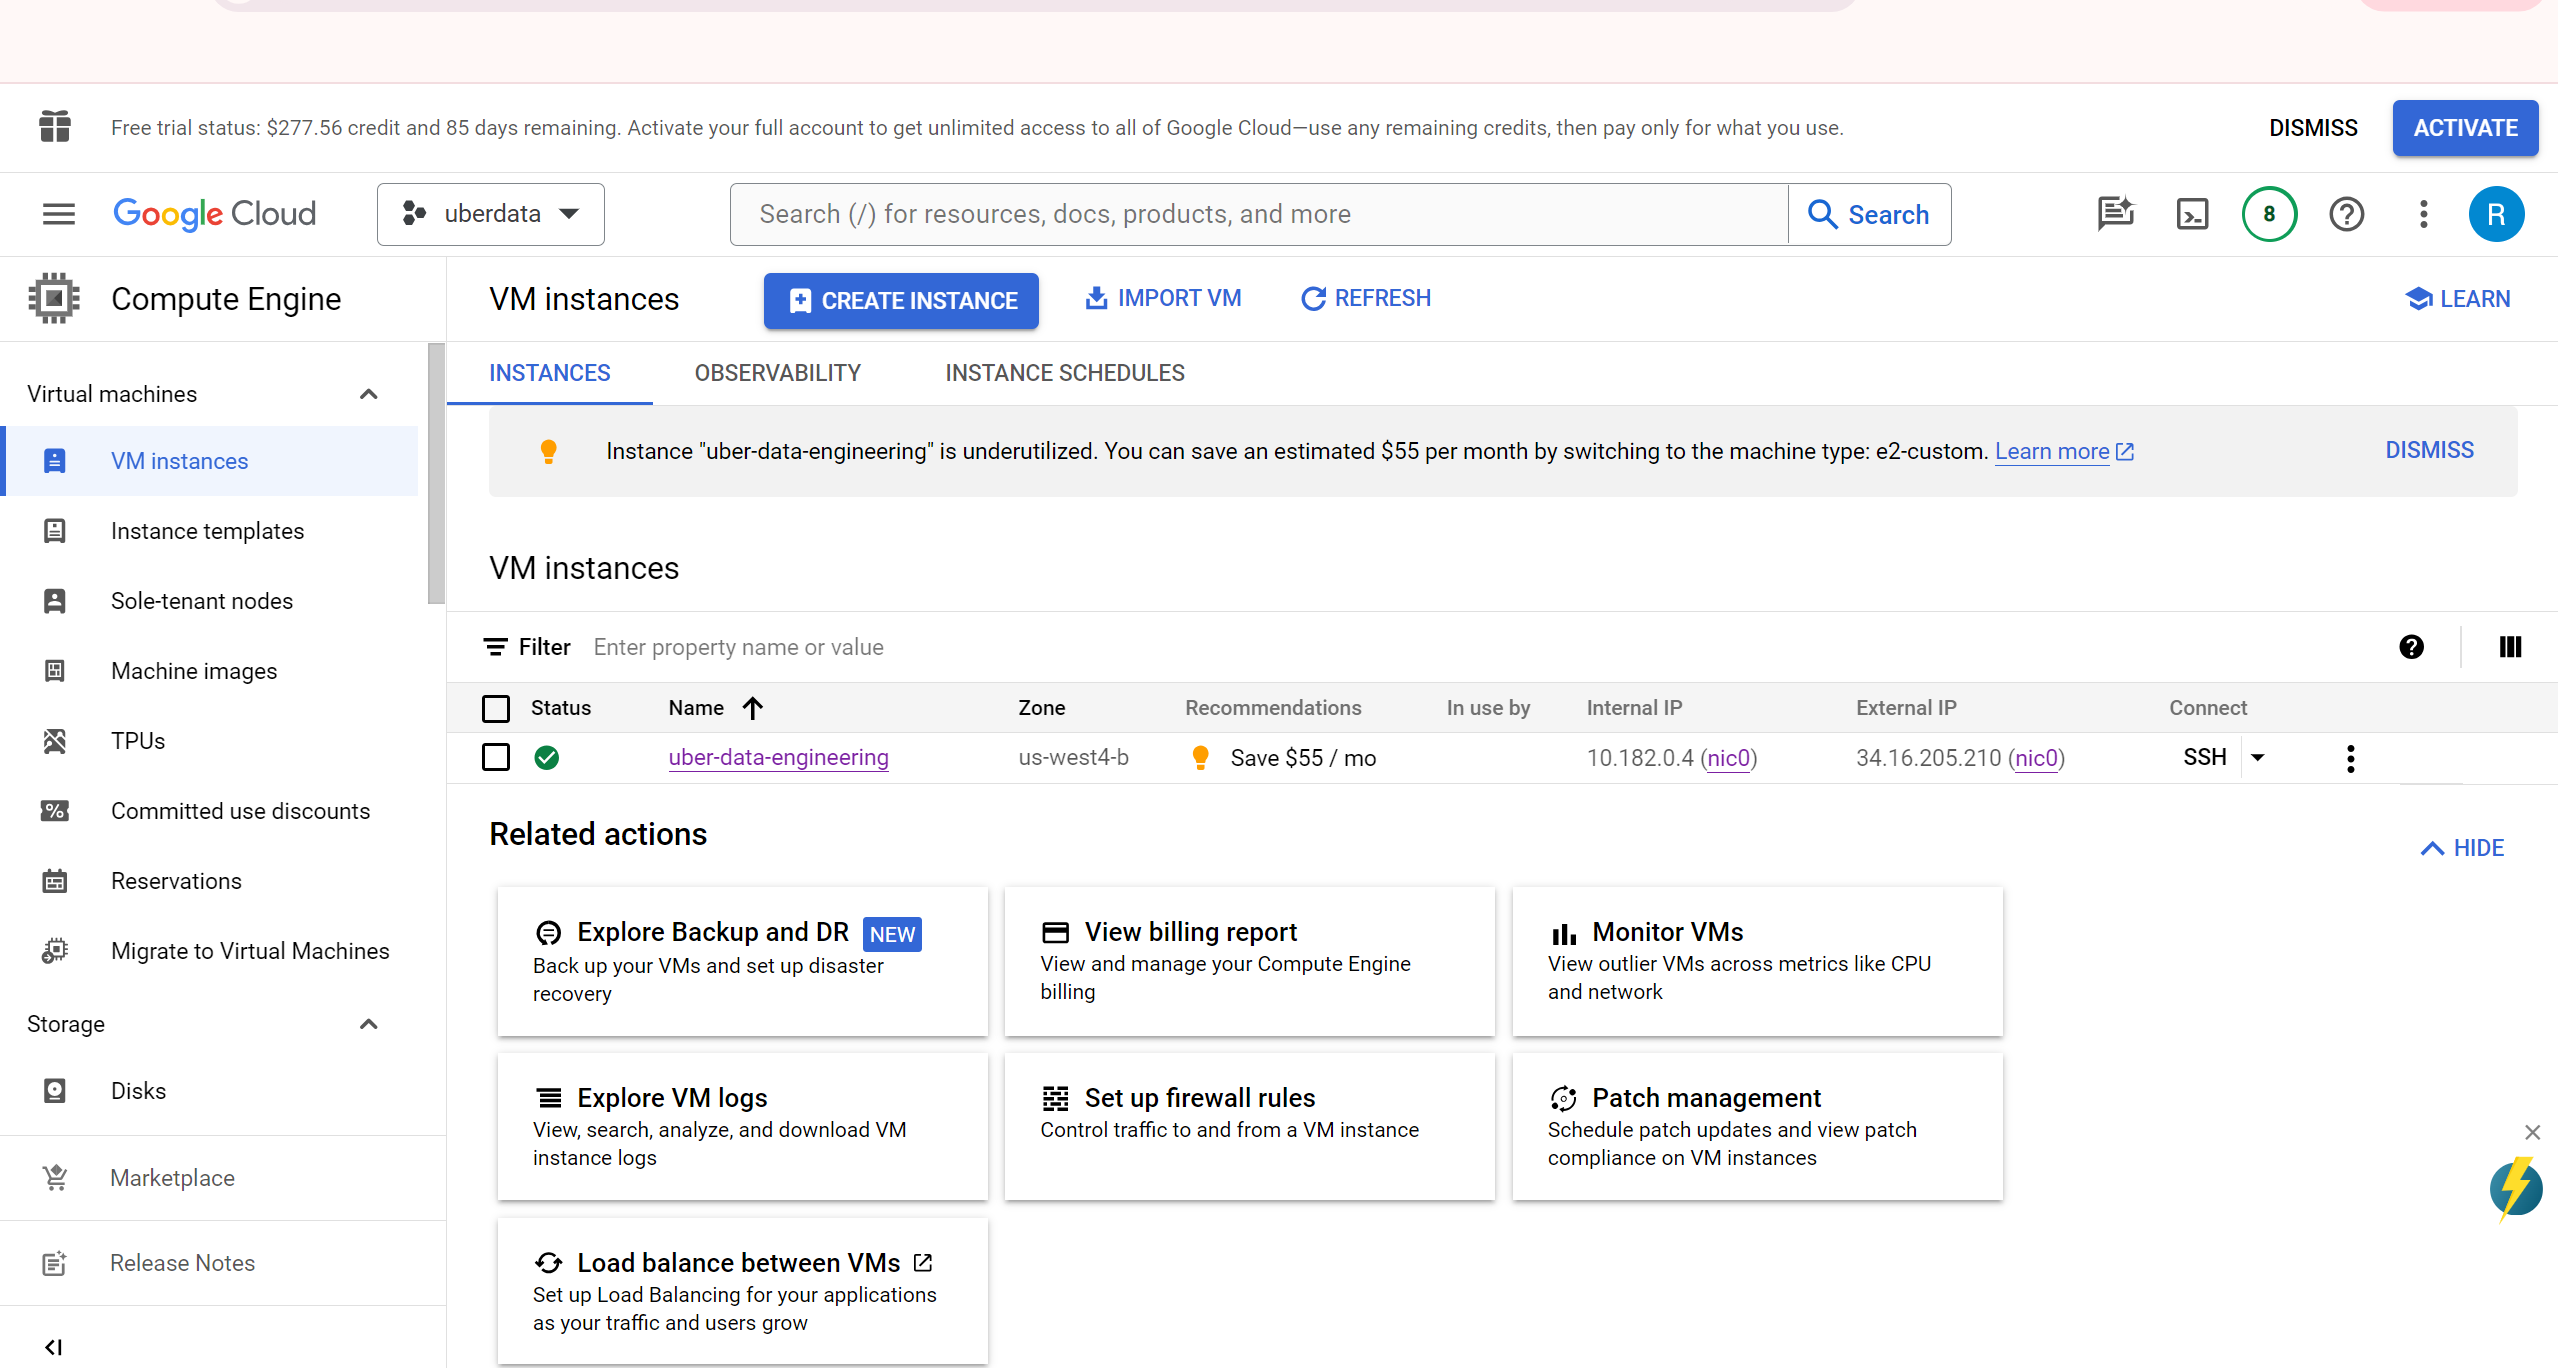 Free trial status: $277.56 credit and 85 days remaining. Activate your full account to get unlimited access to all of Google Cloud—use any remaining credits, then pay only for what you use.
DISMISS
ACTIVATE
Google Cloud
uberdata
Search (/) for resources, docs, products, and more
Search
8
R
Compute Engine
VM instances
CREATE INSTANCE
IMPORT VM
REFRESH
LEARN
Virtual machines
VM instances
Instance templates
Sole-tenant nodes
Machine images
TPUs
Committed use discounts
Reservations
Migrate to Virtual Machines
Storage
Disks
Marketplace
Release Notes
INSTANCES
OBSERVABILITY
INSTANCE SCHEDULES
Instance "uber-data-engineering" is underutilized. You can save an estimated $55 per month by switching to the machine type: e2-custom. Learn more
DISMISS
VM instances
Filter Enter property name or value
Status Name Zone Recommendations In use by Internal IP External IP Connect
uber-data-engineering us-west4-b Save $55 / mo 10.182.0.4 (nic0) 34.16.205.210 (nic0) SSH
Related actions
HIDE
Explore Backup and DR NEW
Back up your VMs and set up disaster
recovery
View billing report
View and manage your Compute Engine
billing
Monitor VMs
View outlier VMs across metrics like CPU
and network
Explore VM logs
View, search, analyze, and download VM
instance logs
Set up firewall rules
Control traffic to and from a VM instance
Patch management
Schedule patch updates and view patch
compliance on VM instances
Load balance between VMs
Set up Load Balancing for your applications
as your traffic and users grow